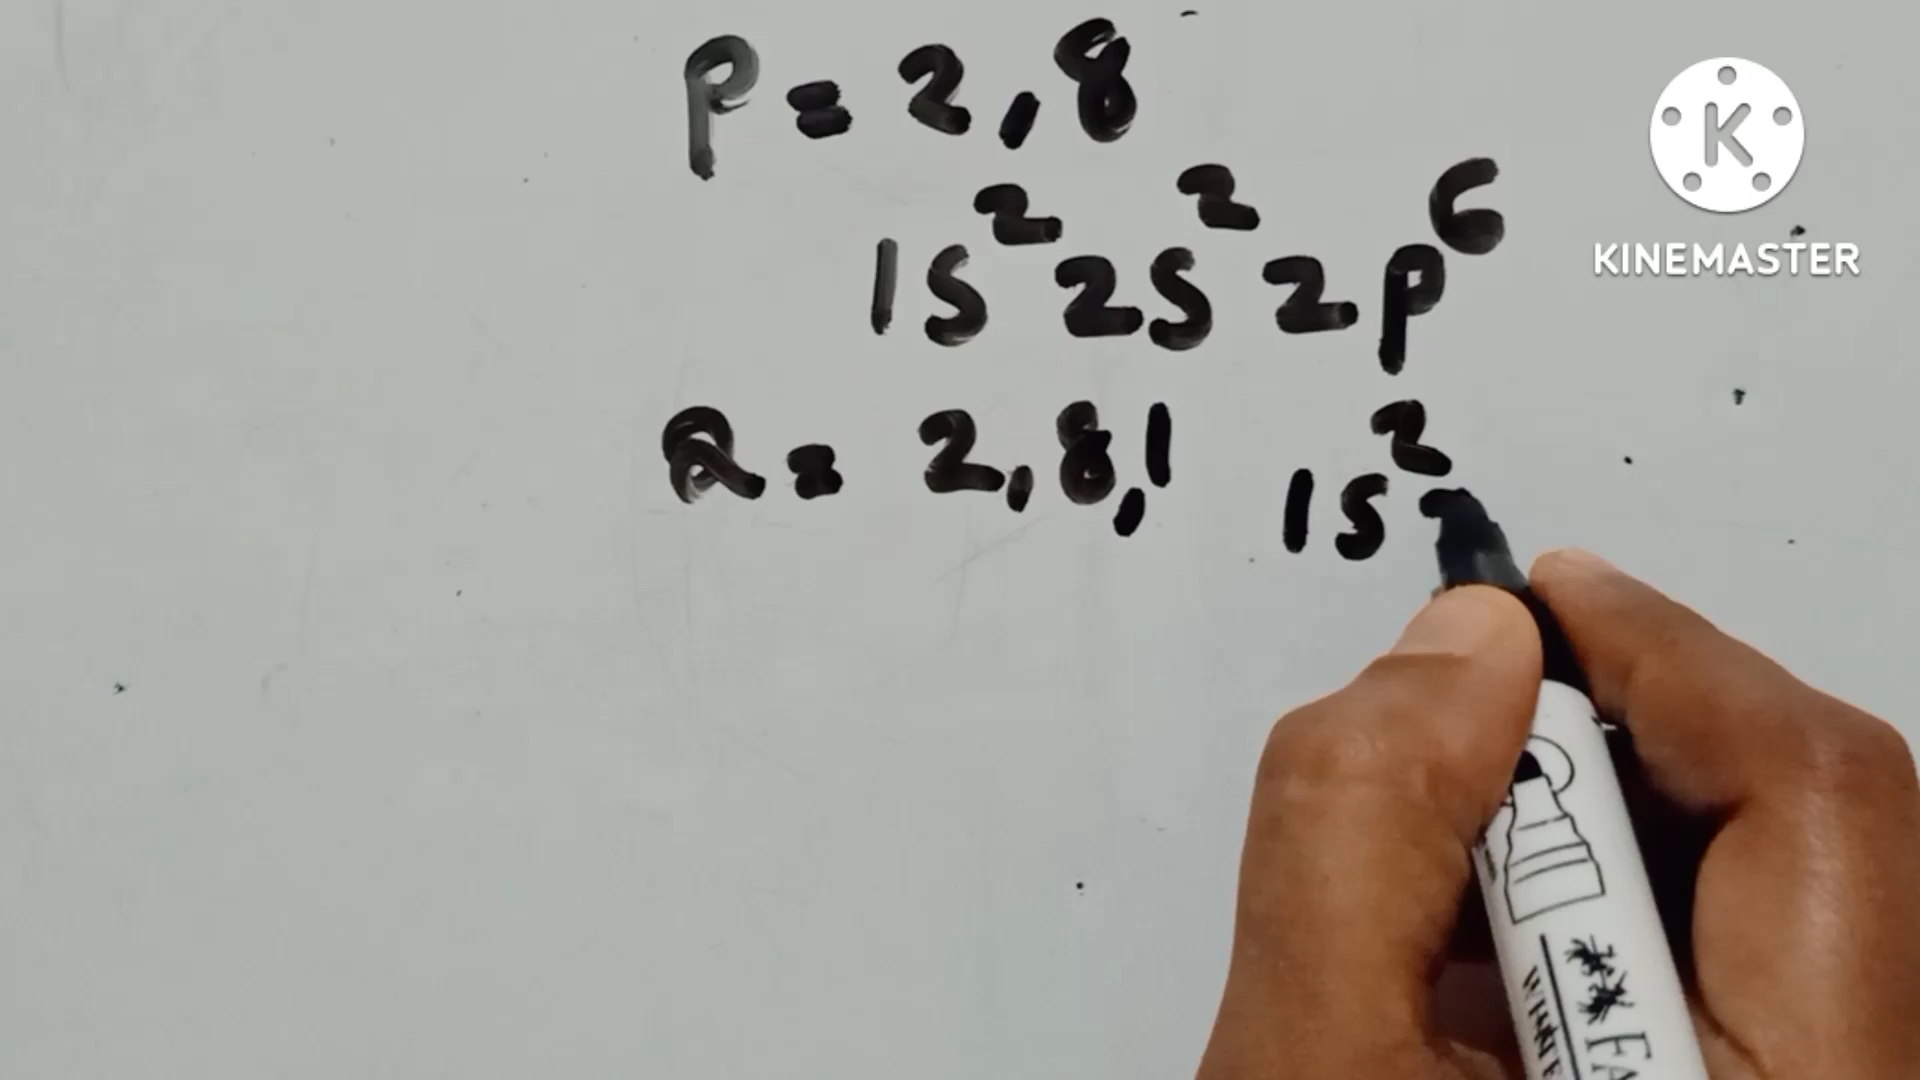 P = 2,8
1s² 2s² 2p⁶
Q = 2,8,1 1s²
K
KINEMASTER